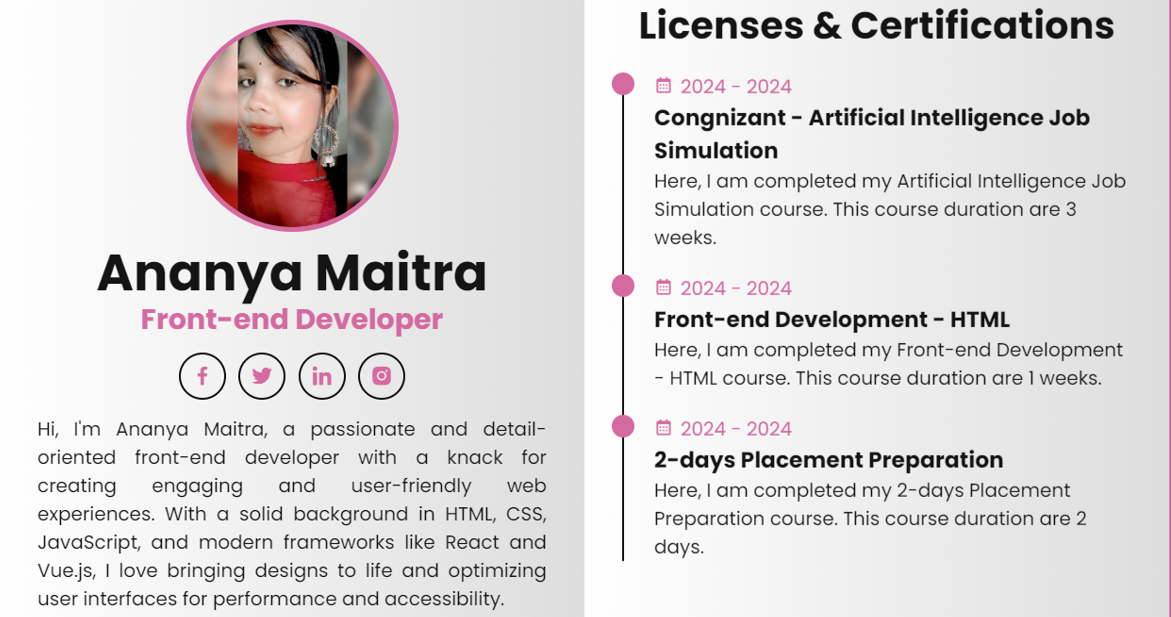 Ananya Maitra
Front-end Developer
Hi, I'm Ananya Maitra, a passionate and detail-
oriented front-end developer with a knack for
creating engaging and user-friendly web
experiences. With a solid background in HTML, CSS,
JavaScript, and modern frameworks like React and
Vue.js, I love bringing designs to life and optimizing
user interfaces for performance and accessibility.
Licenses & Certifications
2024 - 2024
Congnizant - Artificial Intelligence Job
Simulation
Here, I am completed my Artificial Intelligence Job
Simulation course. This course duration are 3
weeks.
2024 - 2024
Front-end Development - HTML
Here, I am completed my Front-end Development
- HTML course. This course duration are 1 weeks.
2024 - 2024
2-days Placement Preparation
Here, I am completed my 2-days Placement
Preparation course. This course duration are 2
days.